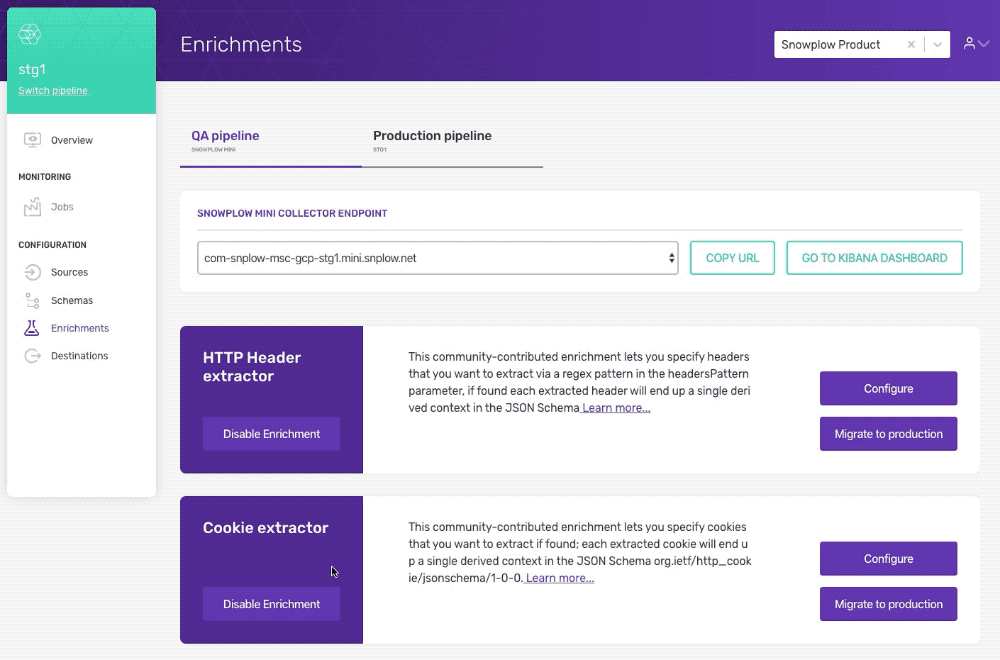 stg1
Switch pipeline
Overview
MONITORING
Jobs
CONFIGURATION
Sources
Schemas
Enrichments
Destinations
Enrichments
Snowplow Product
QA pipeline
SNOWPLOW MINI
Production pipeline
STG1
SNOWPLOW MINI COLLECTOR ENDPOINT
com-snplow-msc-gcp-stg1.mini.snplow.net
COPY URL
GO TO KIBANA DASHBOARD
HTTP Header
extractor
Disable Enrichment
This community-contributed enrichment lets you specify headers
that you want to extract via a regex pattern in the headersPattern
parameter, if found each extracted header will end up a single deri
ved context in the JSON Schema Learn more...
Configure
Migrate to production
Cookie extractor
Disable Enrichment
This community-contributed enrichment lets you specify cookies
that you want to extract if found; each extracted cookie will end u
p a single derived context in the JSON Schema org.ietf/http_cook
ie/jsonschema/1-0-0. Learn more...
Configure
Migrate to production